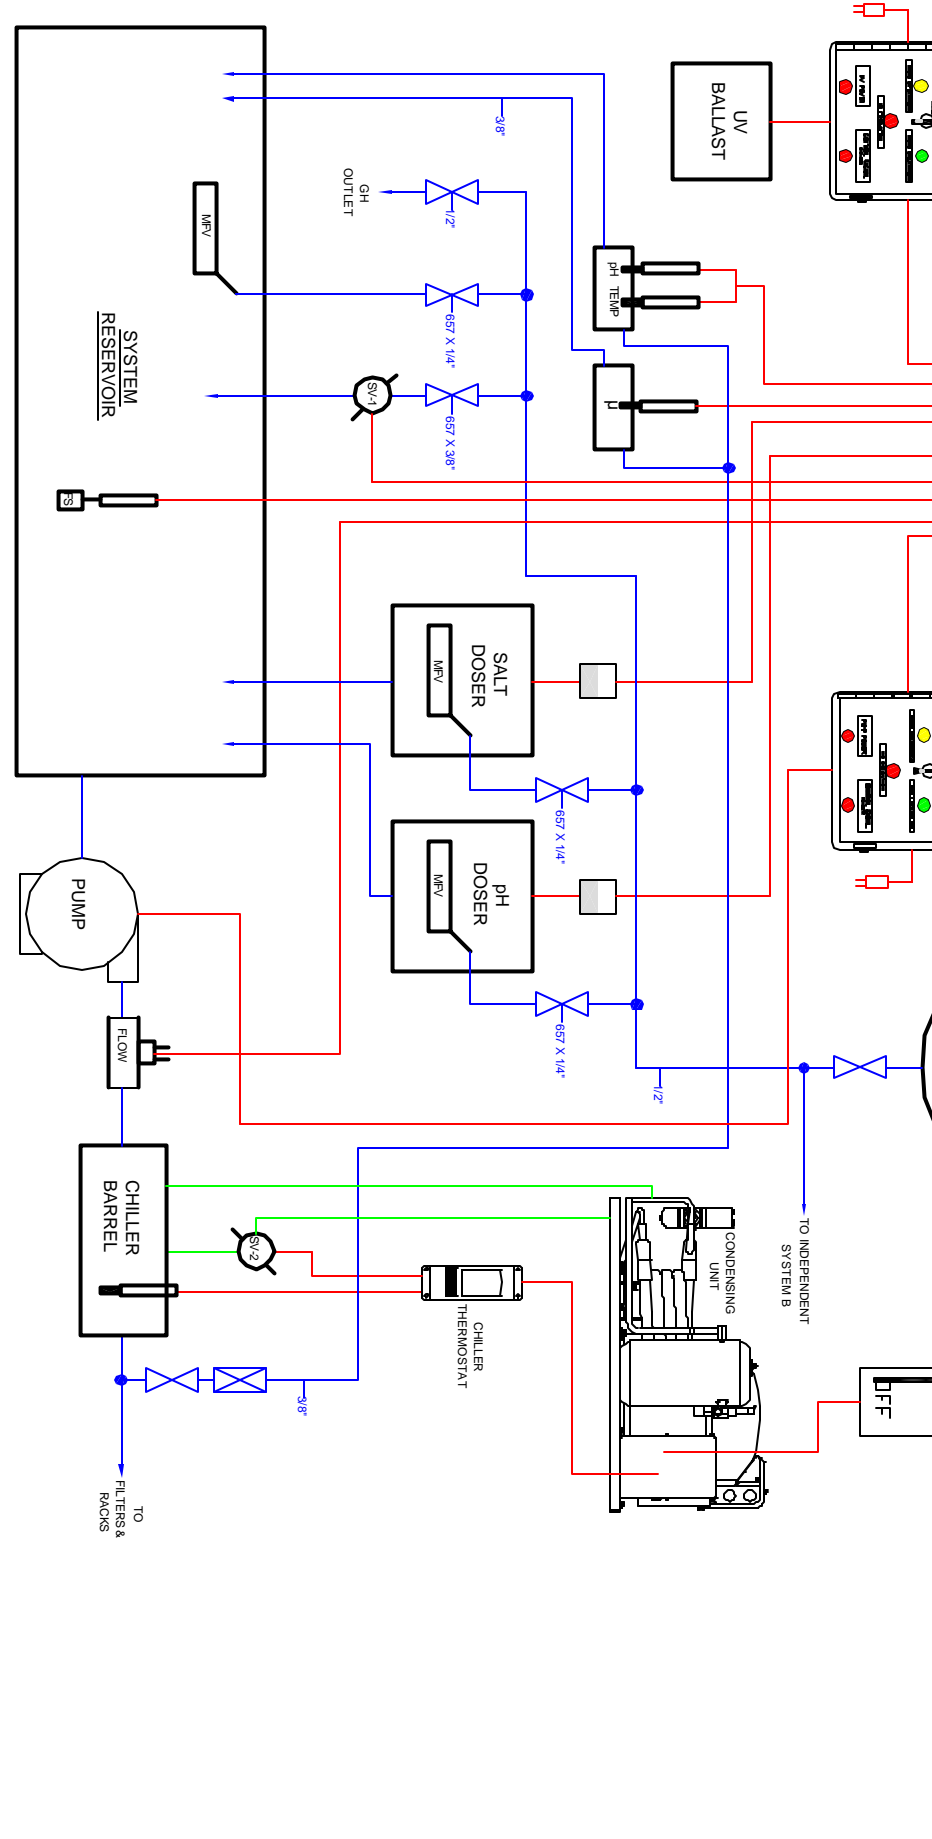 UV
BALLAST
3/8"
GH
OUTLET
1/2"
MFV
pH TEMP
657 X 1/4"
SYSTEM
RESERVOIR
SV-1
657 X 3/8"
µ
FS
SALT
DOSER
MFV
657 X 1/4"
pH
DOSER
MFV
657 X 1/4"
PUMP
FLOW
1/2"
CHILLER
BARREL
SV-2
CONDENSING
UNIT
TO INDEPENDENT
SYSTEM B
CHILLER
THERMOSTAT
OFF
3/8"
TO
FILTERS &
RACKS